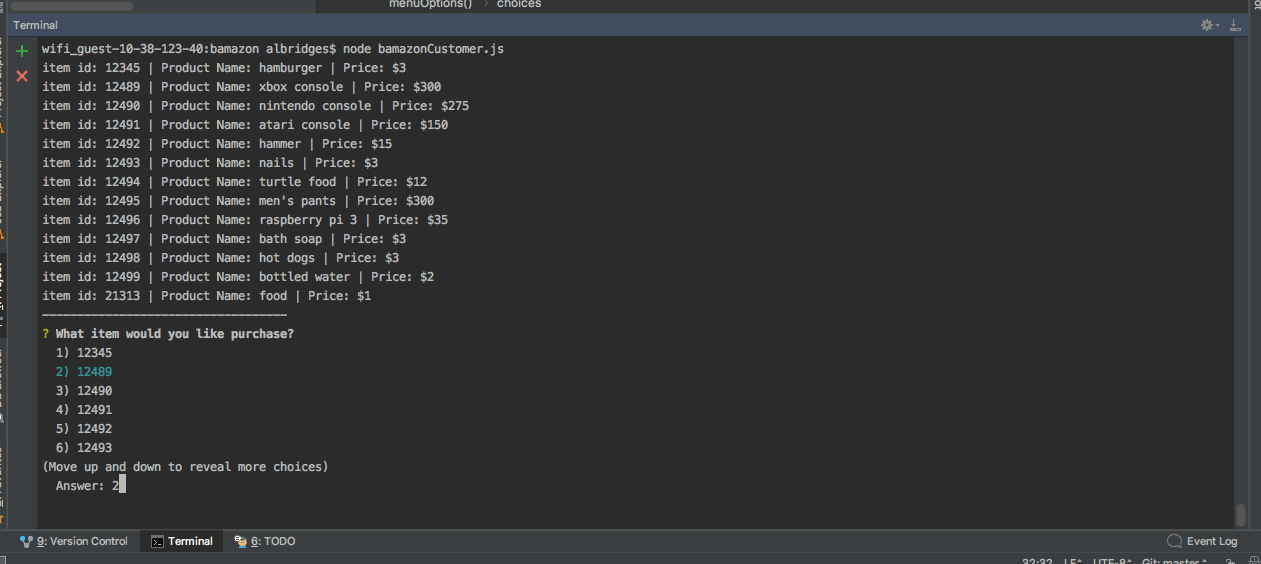 menuOptions() › choices
Terminal
wifi_guest-10-38-123-40:bamazon albridges$ node bamazonCustomer.js
item id: 12345 | Product Name: hamburger | Price: $3
item id: 12489 | Product Name: xbox console | Price: $300
item id: 12490 | Product Name: nintendo console | Price: $275
item id: 12491 | Product Name: atari console | Price: $150
item id: 12492 | Product Name: hammer | Price: $15
item id: 12493 | Product Name: nails | Price: $3
item id: 12494 | Product Name: turtle food | Price: $12
item id: 12495 | Product Name: men's pants | Price: $300
item id: 12496 | Product Name: raspberry pi 3 | Price: $35
item id: 12497 | Product Name: bath soap | Price: $3
item id: 12498 | Product Name: hot dogs | Price: $3
item id: 12499 | Product Name: bottled water | Price: $2
item id: 21313 | Product Name: food | Price: $1
-----------------------------------
? What item would you like purchase?
1) 12345
2) 12489
3) 12490
4) 12491
5) 12492
6) 12493
(Move up and down to reveal more choices)
Answer: 2
9: Version Control Terminal 6: TODO Event Log
32:32 LF÷ UTF-8÷ Git: master÷